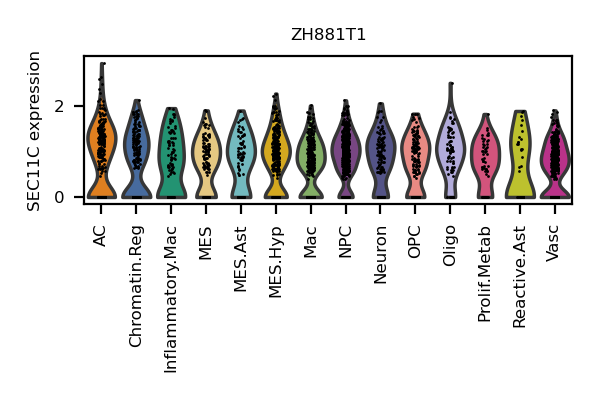 ZH881T1
SEC11C expression
2
0
AC
Chromatin.Reg
Inflammatory.Mac
MES
MES.Ast
MES.Hyp
Mac
NPC
Neuron
OPC
Oligo
Prolif.Metab
Reactive.Ast
Vasc